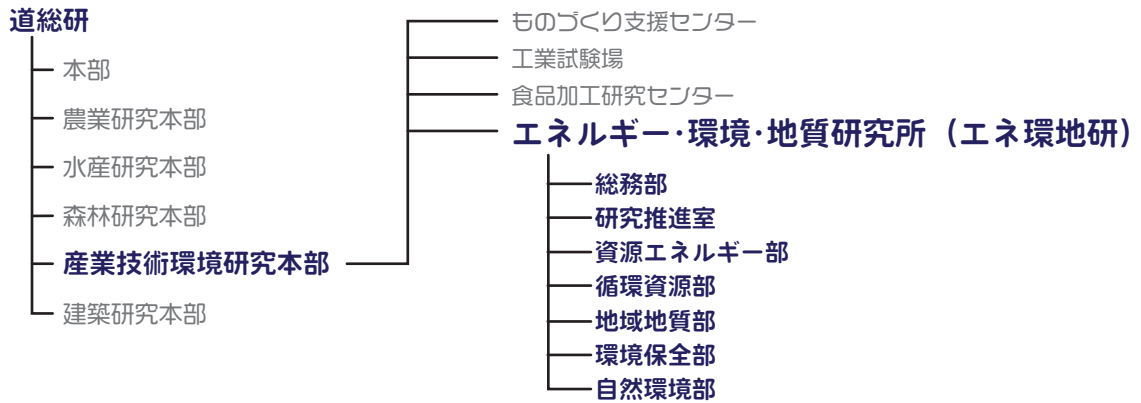 道総研
本部
農業研究本部
水産研究本部
森林研究本部
産業技術環境研究本部
建築研究本部
ものづくり支援センター
工業試験場
食品加工研究センター
エネルギー・環境・地質研究所（エネ環地研）
総務部
研究推進室
資源エネルギー部
循環資源部
地域地質部
環境保全部
自然環境部